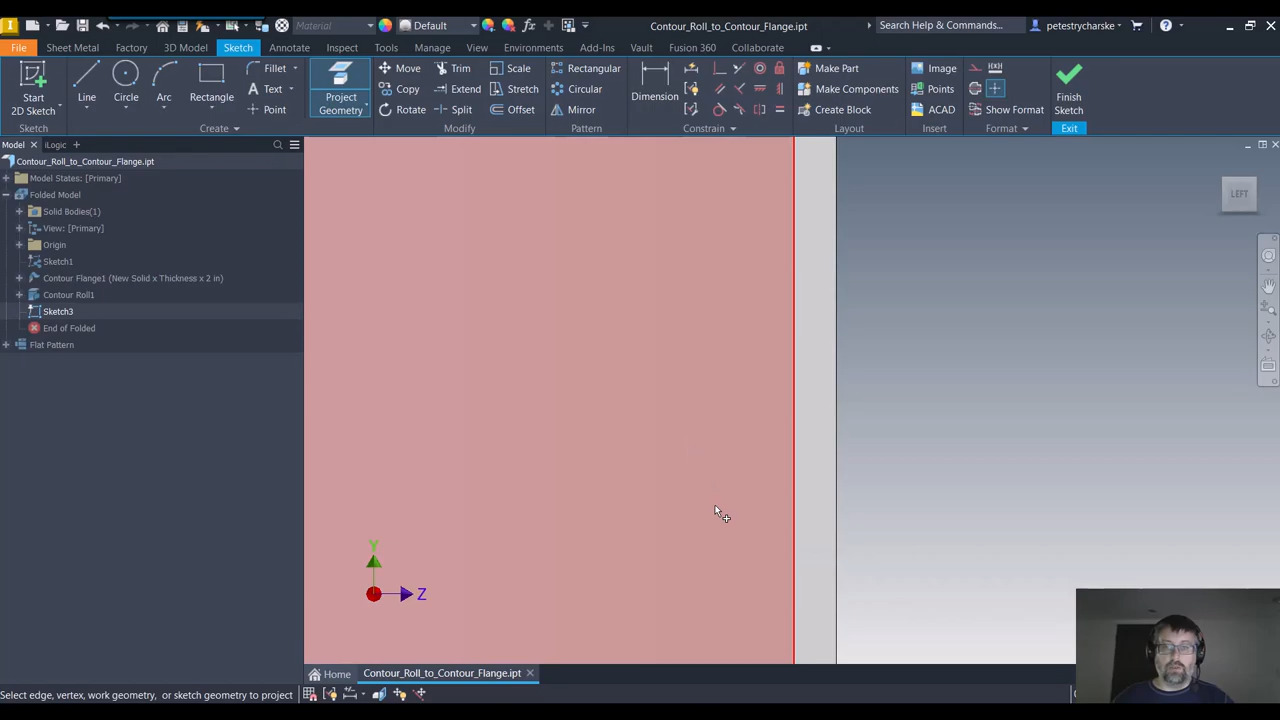 Material
Default
Contour_Roll_to_Contour_Flange.ipt
Search Help & Commands...
petestrycharske
File
Sheet Metal
Factory
3D Model
Sketch
Annotate
Inspect
Tools
Manage
View
Environments
Add-Ins
Vault
Fusion 360
Collaborate
Start
2D Sketch
Line
Circle
Arc
Rectangle
Fillet
Text
Point
Project
Geometry
Move
Copy
Rotate
Trim
Extend
Split
Scale
Stretch
Offset
Rectangular
Circular
Mirror
Dimension
Make Part
Make Components
Create Block
Image
Points
ACAD
Show Format
Finish
Sketch
Sketch
Create
Modify
Pattern
Constrain
Layout
Insert
Format
Exit
Model
iLogic
Contour_Roll_to_Contour_Flange.ipt
Model States: [Primary]
Folded Model
Solid Bodies(1)
View: [Primary]
Origin
Sketch1
Contour Flange1 (New Solid x Thickness x 2 in)
Contour Roll1
Sketch3
End of Folded
Flat Pattern
LEFT
Y
Z
Home
Contour_Roll_to_Contour_Flange.ipt
Select edge, vertex, work geometry, or sketch geometry to project